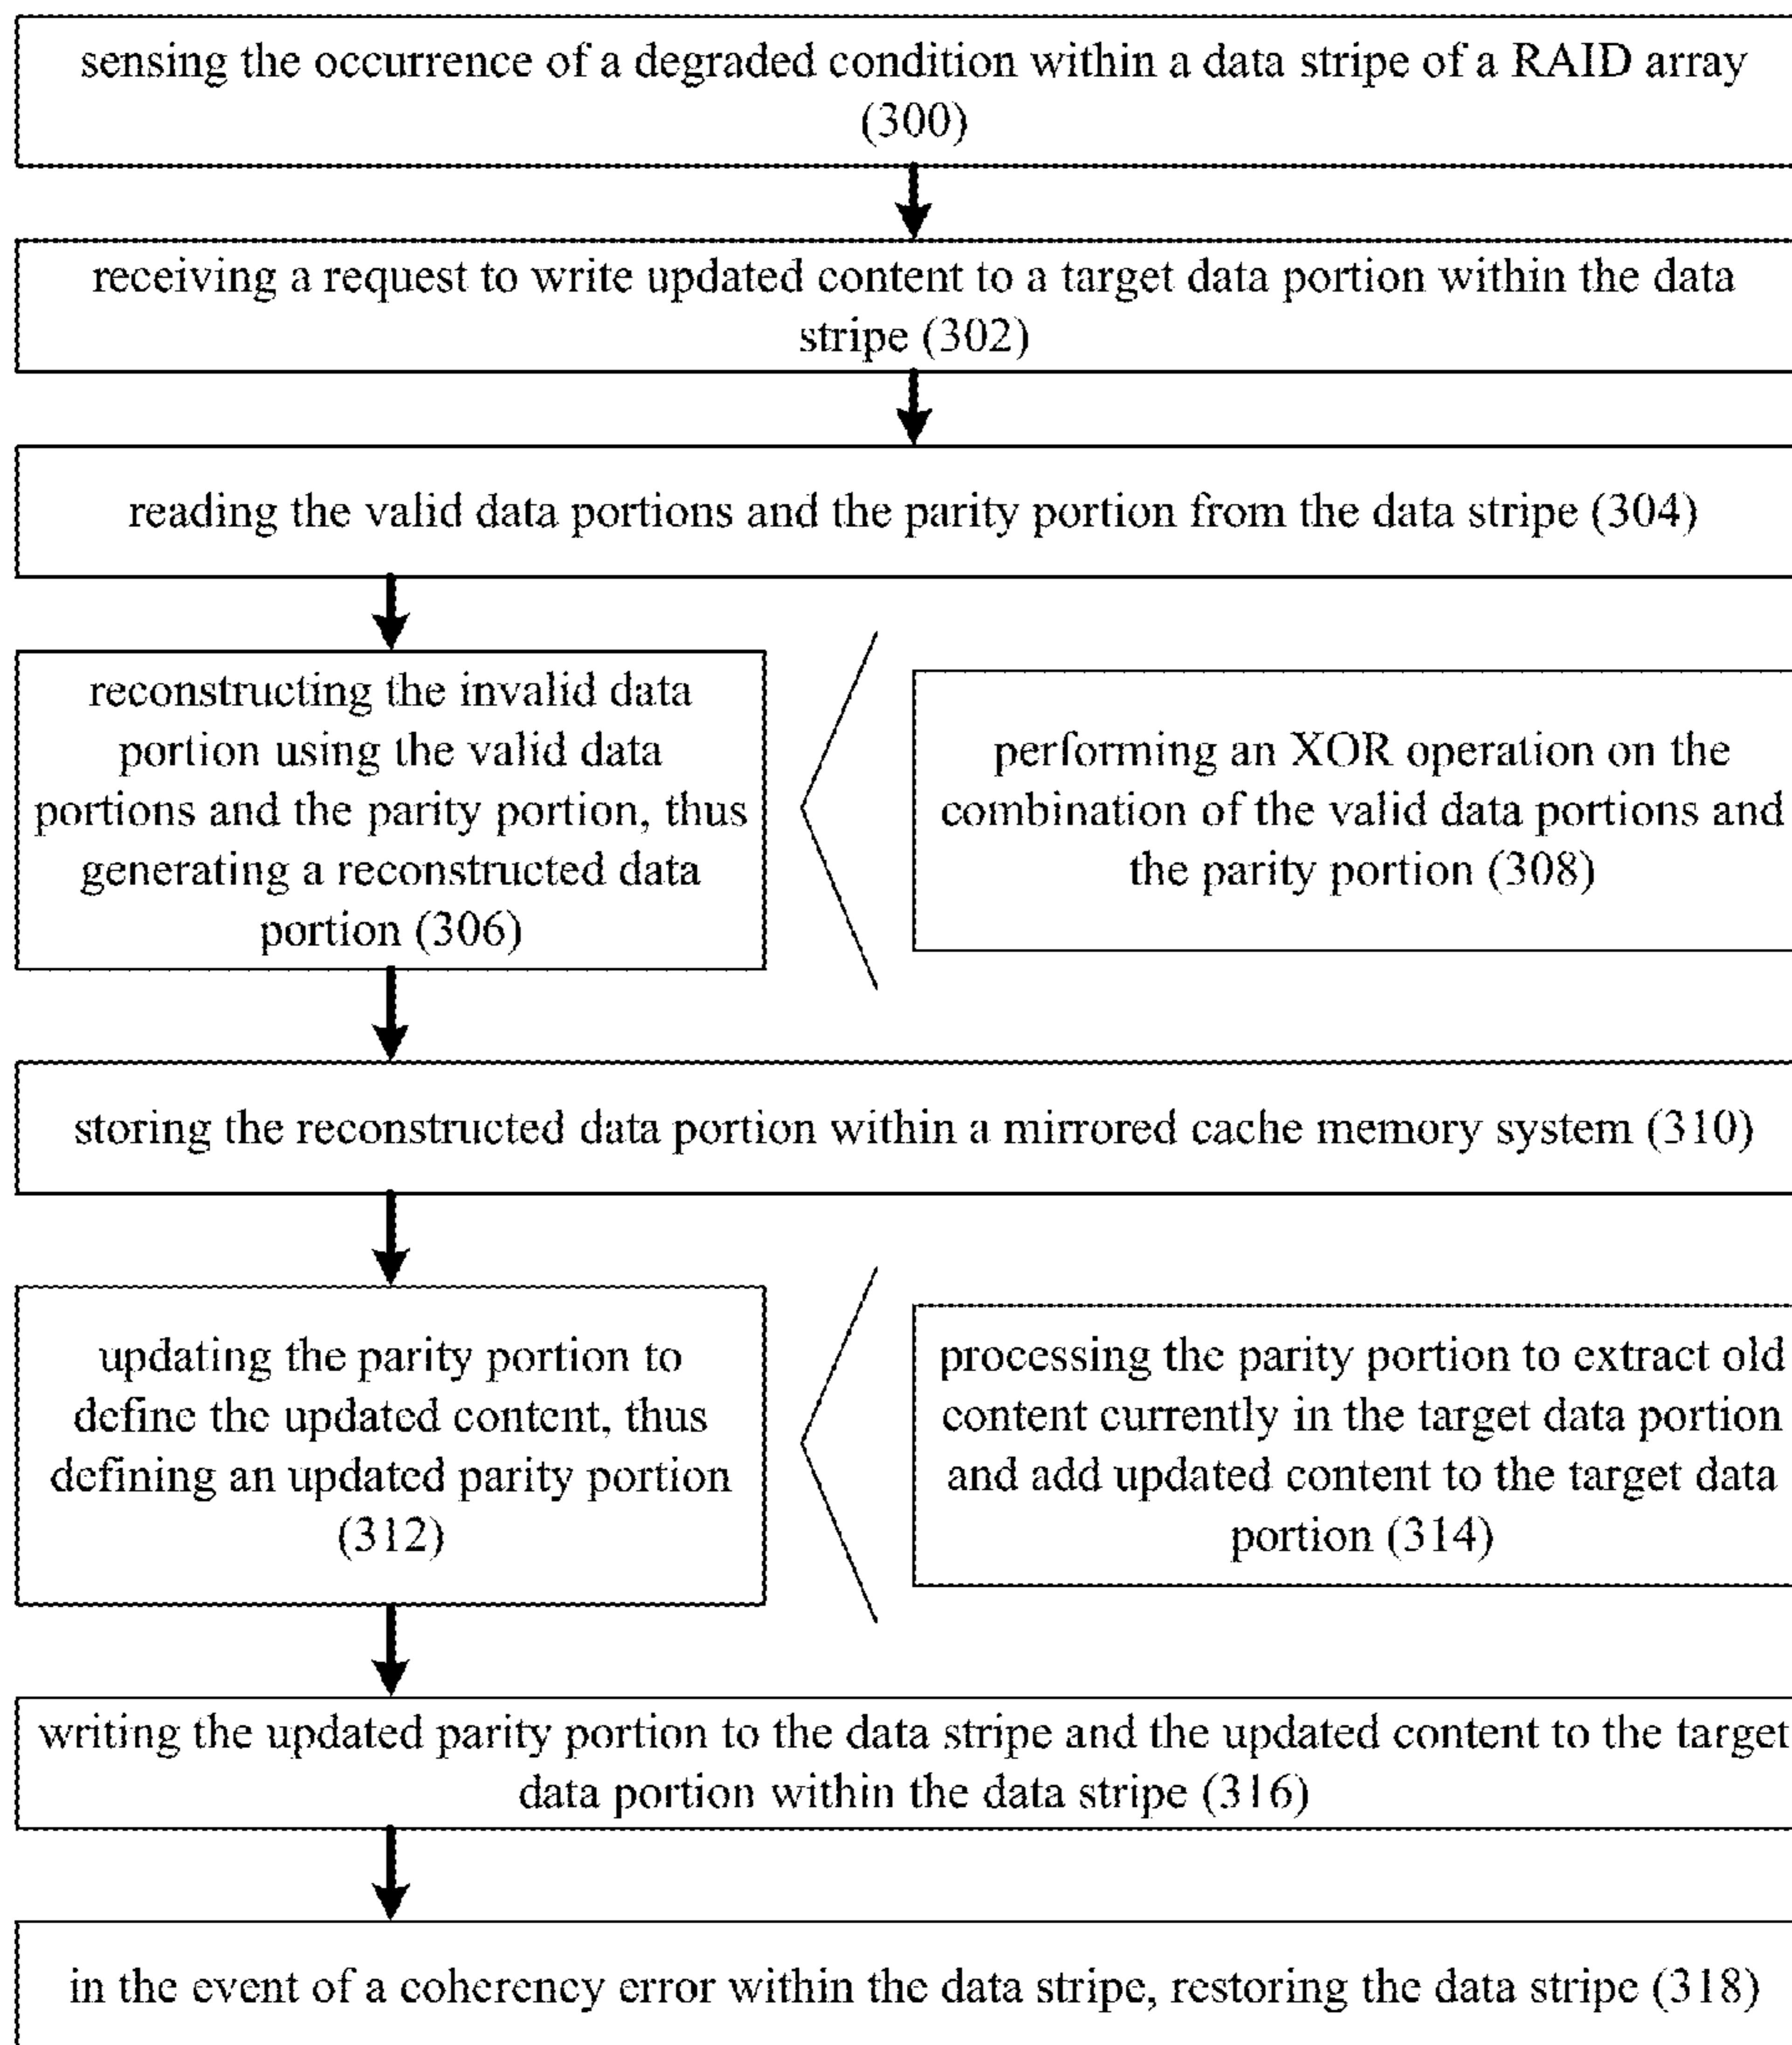 sensing the occurrence of a degraded condition within a data stripe of a RAID array
(300)
receiving a request to write updated content to a target data portion within the data
stripe (302)
reading the valid data portions and the parity portion from the data stripe (304)
reconstructing the invalid data
portion using the valid data
portions and the parity portion, thus
generating a reconstructed data
portion (306)
performing an XOR operation on the
combination of the valid data portions and
the parity portion (308)
storing the reconstructed data portion within a mirrored cache memory system (310)
updating the parity portion to
define the updated content, thus
defining an updated parity portion
(312)
processing the parity portion to extract old
content currently in the target data portion
and add updated content to the target data
portion (314)
writing the updated parity portion to the data stripe and the updated content to the target
data portion within the data stripe (316)
in the event of a coherency error within the data stripe, restoring the data stripe (318)